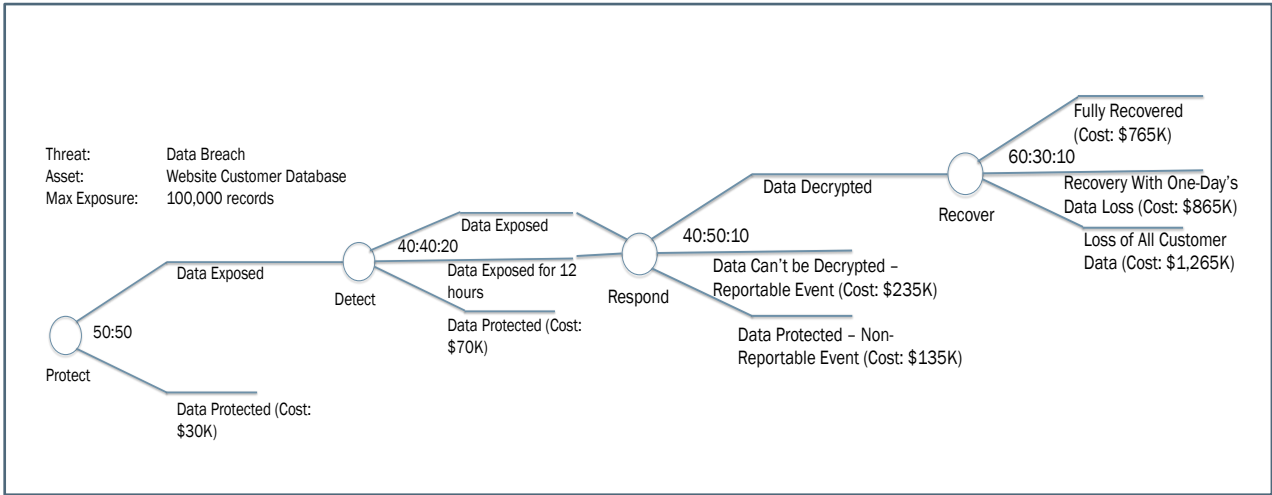 Threat: Data Breach
Asset: Website Customer Database
Max Exposure: 100,000 records
Protect
50:50
Data Exposed
Data Protected (Cost:
$30K)
Detect
40:40:20
Data Exposed
Data Exposed for 12
hours
Data Protected (Cost:
$70K)
Respond
40:50:10
Data Decrypted
Data Can't be Decrypted –
Reportable Event (Cost: $235K)
Data Protected – Non-
Reportable Event (Cost: $135K)
Recover
60:30:10
Fully Recovered
(Cost: $765K)
Recovery With One-Day's
Data Loss (Cost: $865K)
Loss of All Customer
Data (Cost: $1,265K)